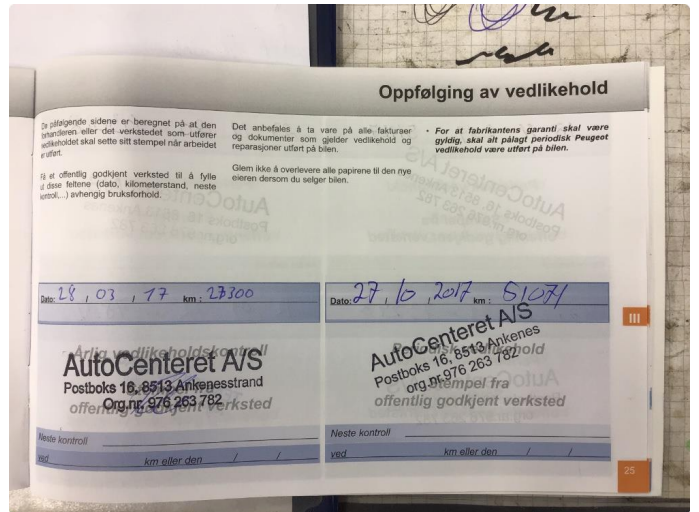 Oppfølging av vedlikehold
De påfølgende sidene er beregnet på at den
forhandleren eller det verkstedet som utfører
vedlikeholdet skal sette sitt stempel når arbeidet
er utført.
Få et offentlig godkjent verksted til å fylle
ut disse feltene (dato, kilometerstand, neste
kontroll,...) avhengig bruksforhold.
Det anbefales å ta vare på alle fakturaer
og dokumenter som gjelder vedlikehold og
reparasjoner utført på bilen.
Glem ikke å overlevere alle papirene til den nye
eieren dersom du selger bilen.
• For at fabrikantens garanti skal være
gyldig, skal alt pålagt periodisk Peugeot
vedlikehold være utført på bilen.
Dato: 28 , 03 , 17 km : 27300
Årlig vedlikeholdskontroll
AutoCenteret A/S
Postboks 16, 8513 Ankenesstrand
Org.nr. 976 263 782
offentlig godkjent verksted
Neste kontroll
ved km eller den / /
Dato: 27, 10 , 2017 km : 51071
AutoCenteret A/S
Postboks 16, 8513 Ankenes
org.nr.976 263 782
Stempel fra
offentlig godkjent verksted
Neste kontroll
ved km eller den / /
III
25